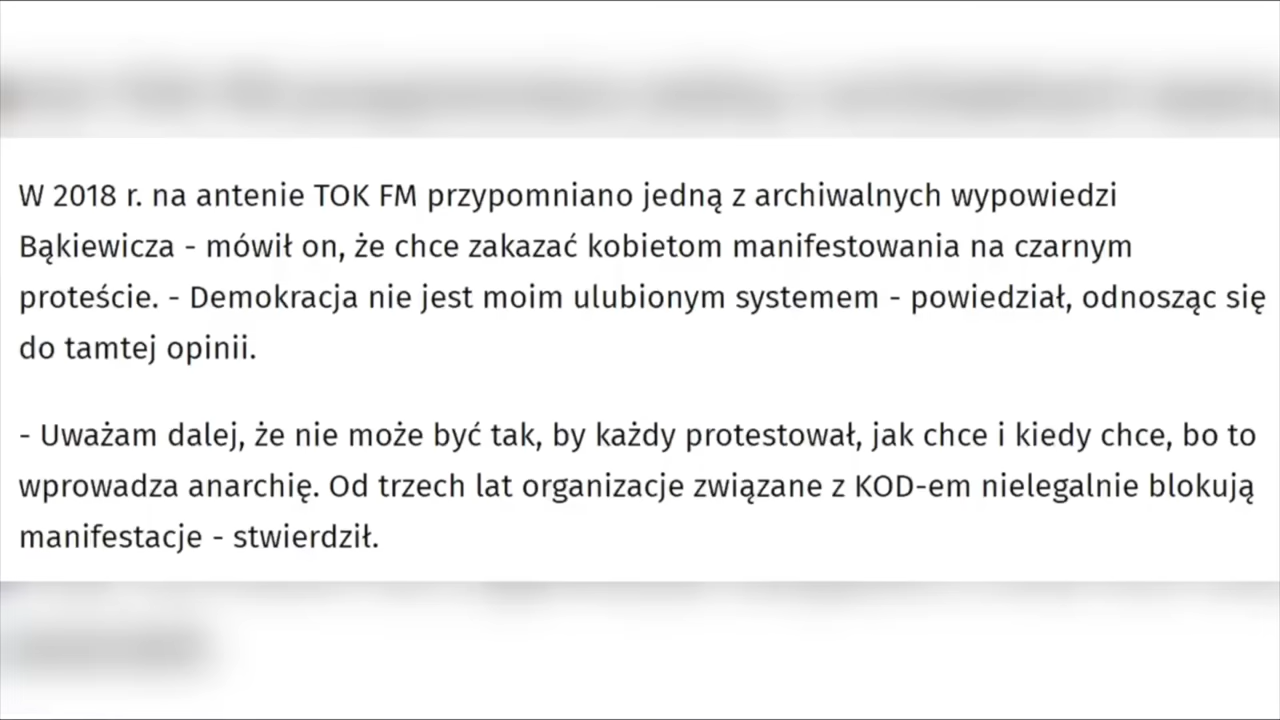 W 2018 r. na antenie TOK FM przypomniano jedną z archiwalnych wypowiedzi
Bąkiewicza - mówił on, że chce zakazać kobietom manifestowania na czarnym
proteście. - Demokracja nie jest moim ulubionym systemem - powiedział, odnosząc się
do tamtej opinii.
- Uważam dalej, że nie może być tak, by każdy protestował, jak chce i kiedy chce, bo to
wprowadza anarchię. Od trzech lat organizacje związane z KOD-em nielegalnie blokują
manifestacje - stwierdził.